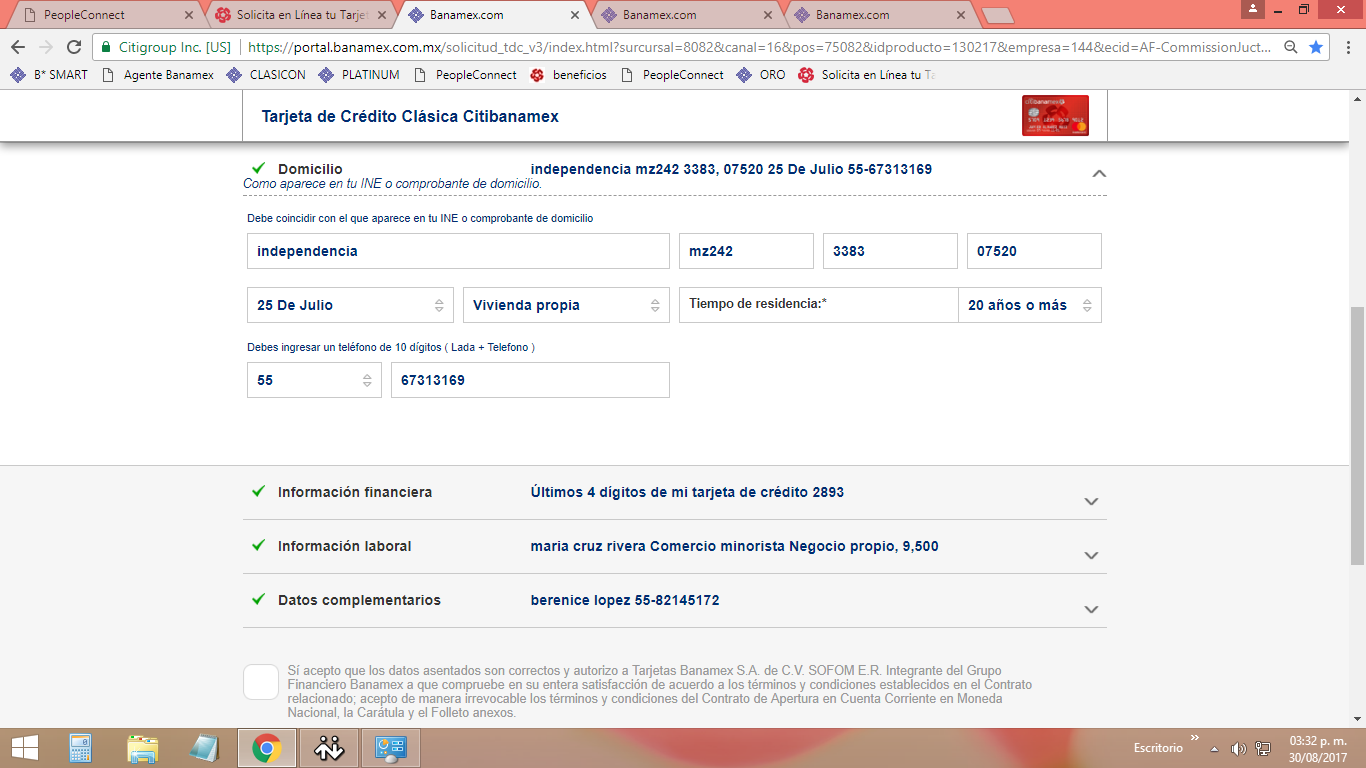 PeopleConnect
Solicita en Línea tu Tarjet
Banamex.com
Banamex.com
Banamex.com
Citigroup Inc. [US] https://portal.banamex.com.mx/solicitud_tdc_v3/index.html?surcursal=8082&canal=16&pos=75082&idproducto=130217&empresa=144&ecid=AF-CommissionJuct...
B* SMART Agente Banamex CLASICON PLATINUM PeopleConnect beneficios PeopleConnect ORO Solicita en Línea tu Ta
Tarjeta de Crédito Clásica Citibanamex
Domicilio independencia mz242 3383, 07520 25 De Julio 55-67313169
Como aparece en tu INE o comprobante de domicilio.
Debe coincidir con el que aparece en tu INE o comprobante de domicilio
independencia mz242 3383 07520
25 De Julio Vivienda propia Tiempo de residencia:* 20 años o más
Debes ingresar un teléfono de 10 dígitos ( Lada + Telefono )
55 67313169
Información financiera Últimos 4 dígitos de mi tarjeta de crédito 2893
Información laboral maria cruz rivera Comercio minorista Negocio propio, 9,500
Datos complementarios berenice lopez 55-82145172
Sí acepto que los datos asentados son correctos y autorizo a Tarjetas Banamex S.A. de C.V. SOFOM E.R. Integrante del Grupo
Financiero Banamex a que compruebe en su entera satisfacción de acuerdo a los términos y condiciones establecidos en el Contrato
relacionado; acepto de manera irrevocable los términos y condiciones del Contrato de Apertura en Cuenta Corriente en Moneda
Nacional, la Carátula y el Folleto anexos.
Escritorio
03:32 p. m.
30/08/2017